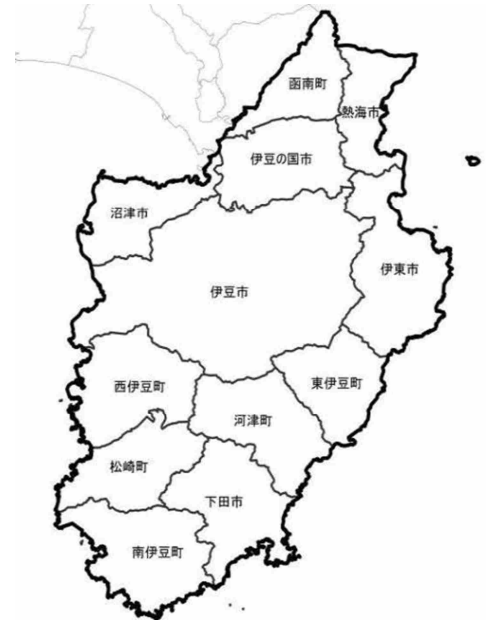 函南町
熱海市
伊豆の国市
沼津市
伊東市
伊豆市
西伊豆町
東伊豆町
河津町
松崎町
下田市
南伊豆町